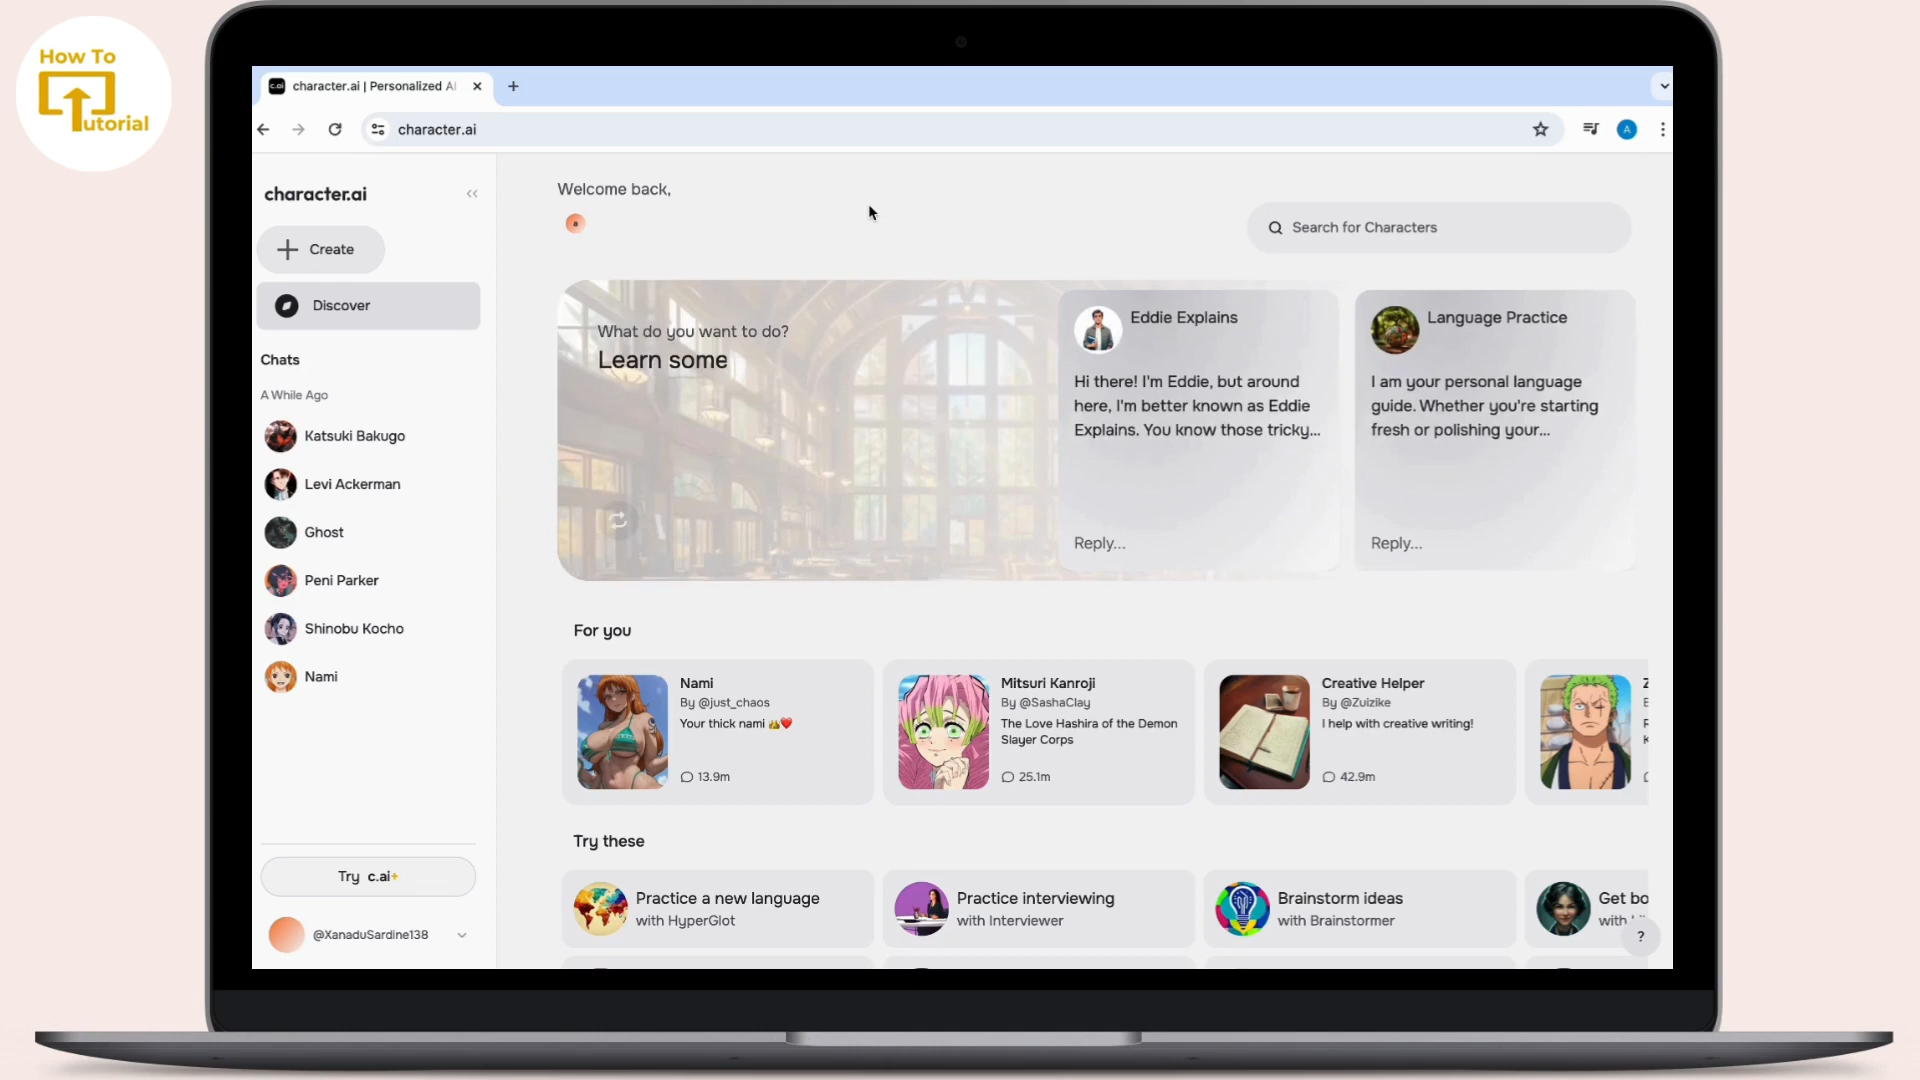 How To
Tutorial
c.ai
character.ai | Personalized AI
character.ai
A
character.ai
Create
Discover
Chats
A While Ago
Katsuki Bakugo
Levi Ackerman
Ghost
Peni Parker
Shinobu Kocho
Nami
Try c.ai+
@XanaduSardine138
Welcome back,
a
Search for Characters
What do you want to do?
Learn some
Eddie Explains
Hi there! I'm Eddie, but around
here, I'm better known as Eddie
Explains. You know those tricky...
Reply...
Language Practice
I am your personal language
guide. Whether you're starting
fresh or polishing your...
Reply...
For you
Nami
By @just_chaos
Your thick nami 👍❤️
13.9m
Mitsuri Kanroji
By @SashaClay
The Love Hashira of the Demon
Slayer Corps
25.1m
Creative Helper
By @Zuizike
I help with creative writing!
42.9m
Try these
Practice a new language
with HyperGlot
Practice interviewing
with Interviewer
Brainstorm ideas
with Brainstormer
Get bo
with
?